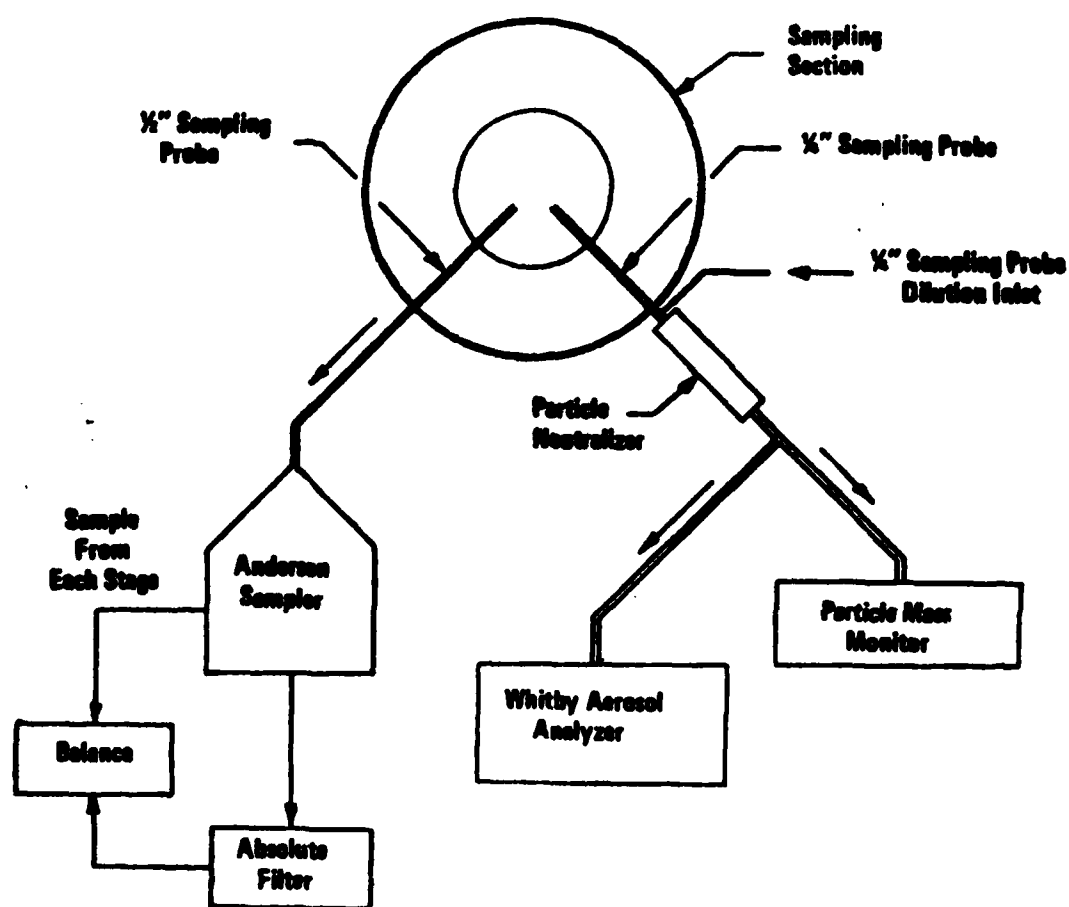 Sampling
Section
½" Sampling
Probe
¼" Sampling Probe
¼" Sampling Probe
Dilution Inlet
Particle
Neutralizer
Sample
From
Each Stage
Anderson
Sampler
Particle Mass
Monitor
Whitby Aerosol
Analyzer
Balance
Absolute
Filter